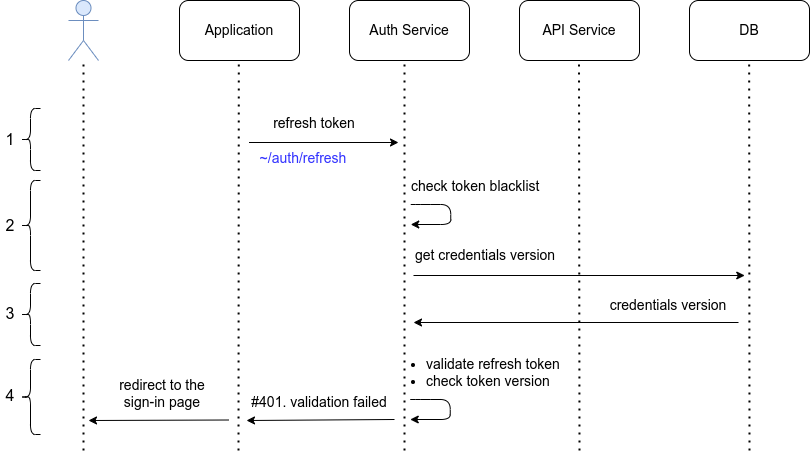 Application
Auth Service
API Service
DB
1
refresh token
~/auth/refresh
2
check token blacklist
get credentials version
3
credentials version
4
• validate refresh token
• check token version
redirect to the
sign-in page
#401. validation failed